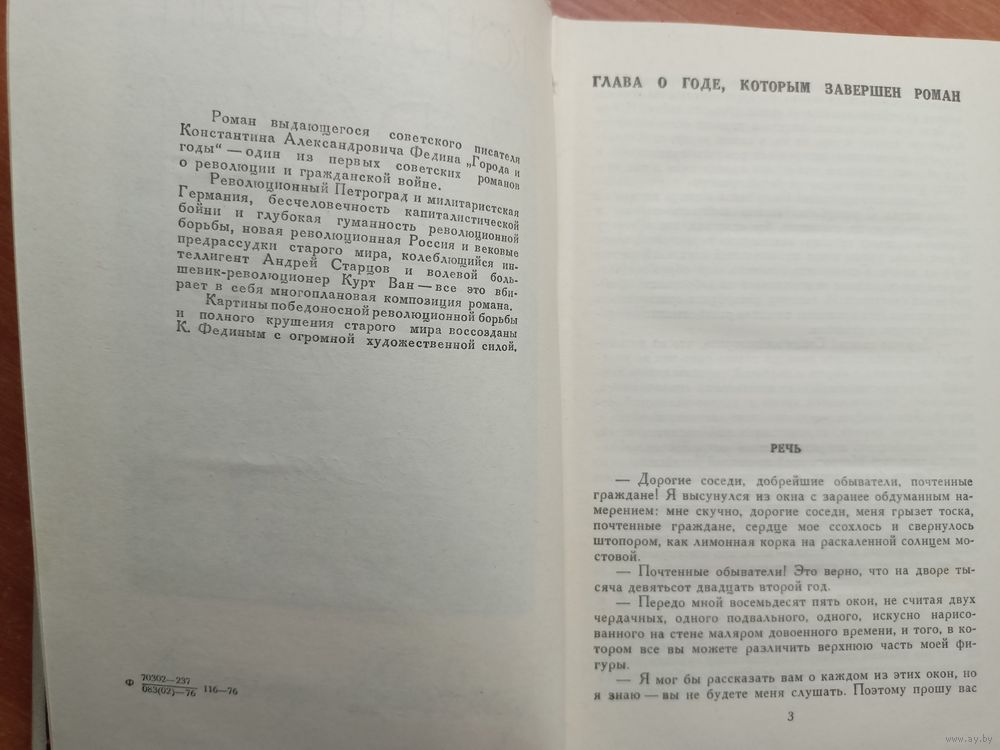 Роман выдающегося советского писателя
Константина Александровича Федина „Города и
годы“ — один из первых советских романов
о революции и гражданской войне.
Революционный Петроград и милитаристская
Германия, бесчеловечность капиталистической
бойни и глубокая гуманность революционной
борьбы, новая революционная Россия и вековые
предрассудки старого мира, колеблющийся ин-
теллигент Андрей Старцов и волевой боль-
шевик-революционер Курт Ван — все это вби-
рает в себя многоплановая композиция романа.
Картины победоносной революционной борьбы
и полного крушения старого мира воссозданы
К. Фединым с огромной художественной силой.
Ф 70302—237
083(02)—76 116—76
ГЛАВА О ГОДЕ, КОТОРЫМ ЗАВЕРШЕН РОМАН
РЕЧЬ
— Дорогие соседи, добрейшие обыватели, почтенные
граждане! Я высунулся из окна с заранее обдуманным на-
мерением: мне скучно, дорогие соседи, меня грызет тоска,
почтенные граждане, сердце мое ссохлось и свернулось
штопором, как лимонная корка на раскаленной солнцем мо-
стовой.
— Почтенные обыватели! Это верно, что на дворе ты-
сяча девятьсот двадцать второй год.
— Передо мной восемьдесят пять окон, не считая двух
чердачных, одного подвального, одного, искусно нарисо-
ванного на стене маляром довоенного времени, и того, в ко-
тором все вы можете различить верхнюю часть моей фи-
гуры.
— Я мог бы рассказать вам о каждом из этих окон, но
я знаю — вы не будете меня слушать. Поэтому прошу вас
3
www.ay.by